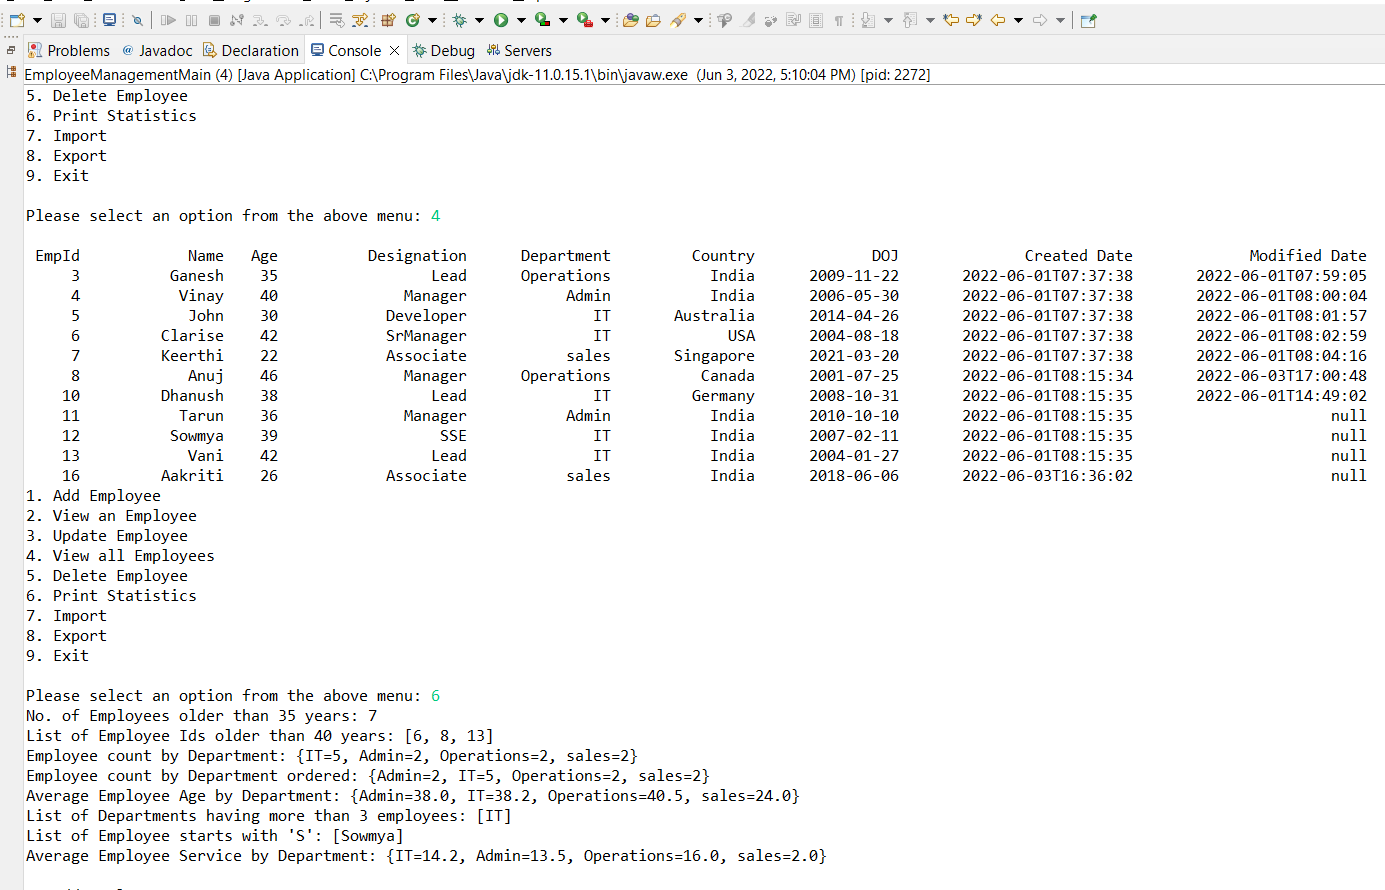 Problems @ Javadoc Declaration Console Debug Servers
EmployeeManagementMain (4) [Java Application] C:\Program Files\Java\jdk-11.0.15.1\bin\javaw.exe (Jun 3, 2022, 5:10:04 PM) [pid: 2272]
5. Delete Employee
6. Print Statistics
7. Import
8. Export
9. Exit
Please select an option from the above menu: 4
EmpId Name Age Designation Department Country DOJ Created Date Modified Date
3 Ganesh 35 Lead Operations India 2009-11-22 2022-06-01T07:37:38 2022-06-01T07:59:05
4 Vinay 40 Manager Admin India 2006-05-30 2022-06-01T07:37:38 2022-06-01T08:00:04
5 John 30 Developer IT Australia 2014-04-26 2022-06-01T07:37:38 2022-06-01T08:01:57
6 Clarise 42 SrManager IT USA 2004-08-18 2022-06-01T07:37:38 2022-06-01T08:02:59
7 Keerthi 22 Associate sales Singapore 2021-03-20 2022-06-01T07:37:38 2022-06-01T08:04:16
8 Anuj 46 Manager Operations Canada 2001-07-25 2022-06-01T08:15:34 2022-06-03T17:00:48
10 Dhanush 38 Lead IT Germany 2008-10-31 2022-06-01T08:15:35 2022-06-01T14:49:02
11 Tarun 36 Manager Admin India 2010-10-10 2022-06-01T08:15:35 null
12 Sowmya 39 SSE IT India 2007-02-11 2022-06-01T08:15:35 null
13 Vani 42 Lead IT India 2004-01-27 2022-06-01T08:15:35 null
16 Aakriti 26 Associate sales India 2018-06-06 2022-06-03T16:36:02 null
1. Add Employee
2. View an Employee
3. Update Employee
4. View all Employees
5. Delete Employee
6. Print Statistics
7. Import
8. Export
9. Exit
Please select an option from the above menu: 6
No. of Employees older than 35 years: 7
List of Employee Ids older than 40 years: [6, 8, 13]
Employee count by Department: {IT=5, Admin=2, Operations=2, sales=2}
Employee count by Department ordered: {Admin=2, IT=5, Operations=2, sales=2}
Average Employee Age by Department: {Admin=38.0, IT=38.2, Operations=40.5, sales=24.0}
List of Departments having more than 3 employees: [IT]
List of Employee starts with 'S': [Sowmya]
Average Employee Service by Department: {IT=14.2, Admin=13.5, Operations=16.0, sales=2.0}